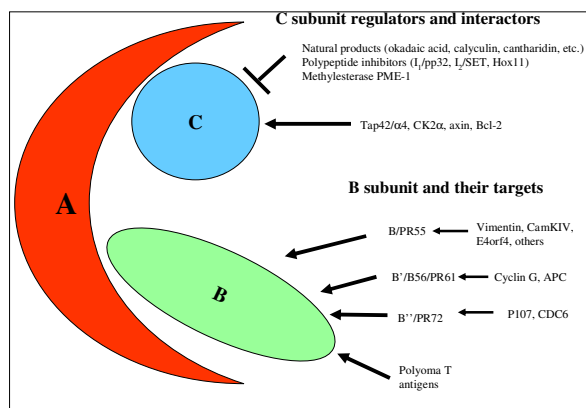 C subunit regulators and interactors
Natural products (okadaic acid, calyculin, cantharidin, etc.)
Polypeptide inhibitors (I1/pp32, I2/SET, Hox11)
Methylesterase PME-1
C
Tap42/α4, CK2α, axin, Bcl-2
A
B subunit and their targets
B/PR55
Vimentin, CamKIV,
E4orf4, others
B
B'/B56/PR61
Cyclin G, APC
B''/PR72
P107, CDC6
Polyoma T
antigens